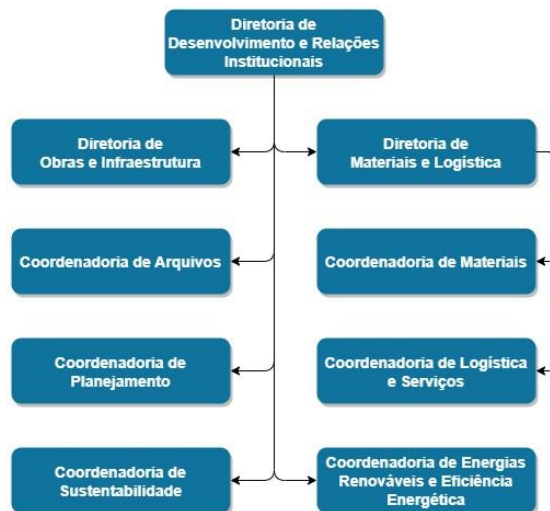 Diretoria de
Desenvolvimento e Relações
Institucionais
Diretoria de
Obras e Infraestrutura
Diretoria de
Materiais e Logística
Coordenadoria de Arquivos
Coordenadoria de Materiais
Coordenadoria de
Planejamento
Coordenadoria de Logística
e Serviços
Coordenadoria de
Sustentabilidade
Coordenadoria de Energias
Renováveis e Eficiência
Energética